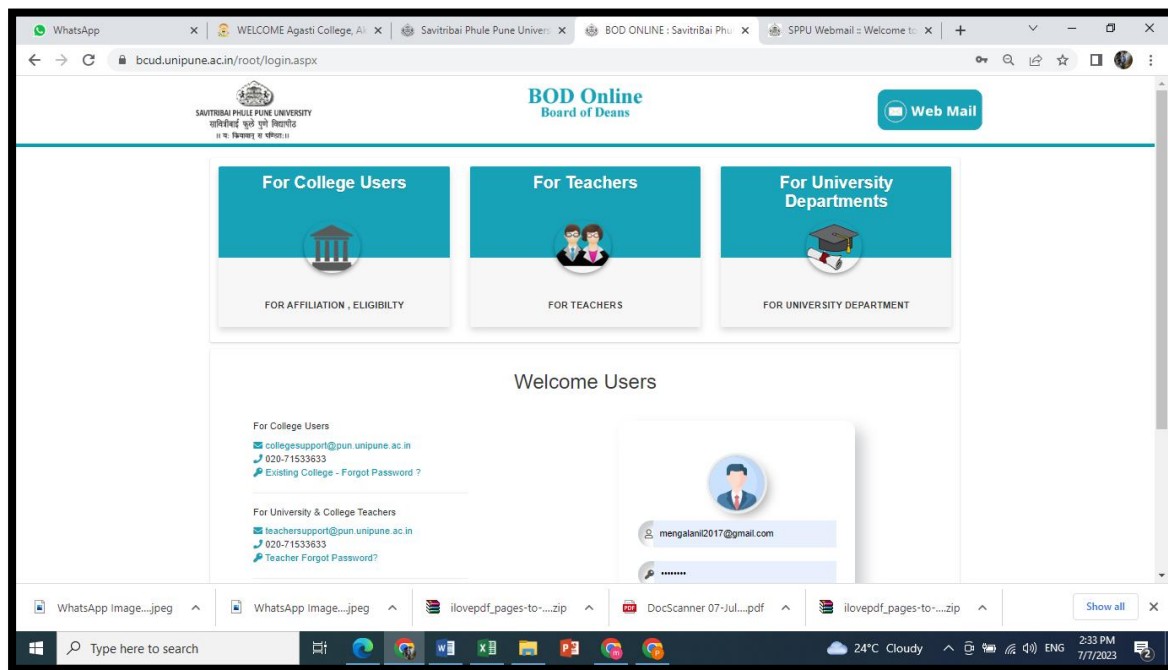 WhatsApp
WELCOME Agasti College, Ak
Savitribai Phule Pune Univers
BOD ONLINE : SavitriBai Phu
SPPU Webmail :: Welcome to
bcud.unipune.ac.in/root/login.aspx
SAVITRIBAI PHULE PUNE UNIVERSITY
सावित्रीबाई फुले पुणे विद्यापीठ
॥ यः क्रियावान् स पण्डितः॥
BOD Online
Board of Deans
Web Mail
For College Users
FOR AFFILIATION , ELIGIBILTY
For Teachers
FOR TEACHERS
For University
Departments
FOR UNIVERSITY DEPARTMENT
Welcome Users
For College Users
collegesupport@pun.unipune.ac.in
020-71533633
Existing College - Forgot Password ?
For University & College Teachers
teachersupport@pun.unipune.ac.in
020-71533633
Teacher Forgot Password?
mengalanil2017@gmail.com
••••••••
WhatsApp Image....jpeg
WhatsApp Image....jpeg
ilovepdf_pages-to-....zip
DocScanner 07-Jul....pdf
ilovepdf_pages-to-....zip
Show all
Type here to search
24°C Cloudy
ENG
2:33 PM
7/7/2023
2